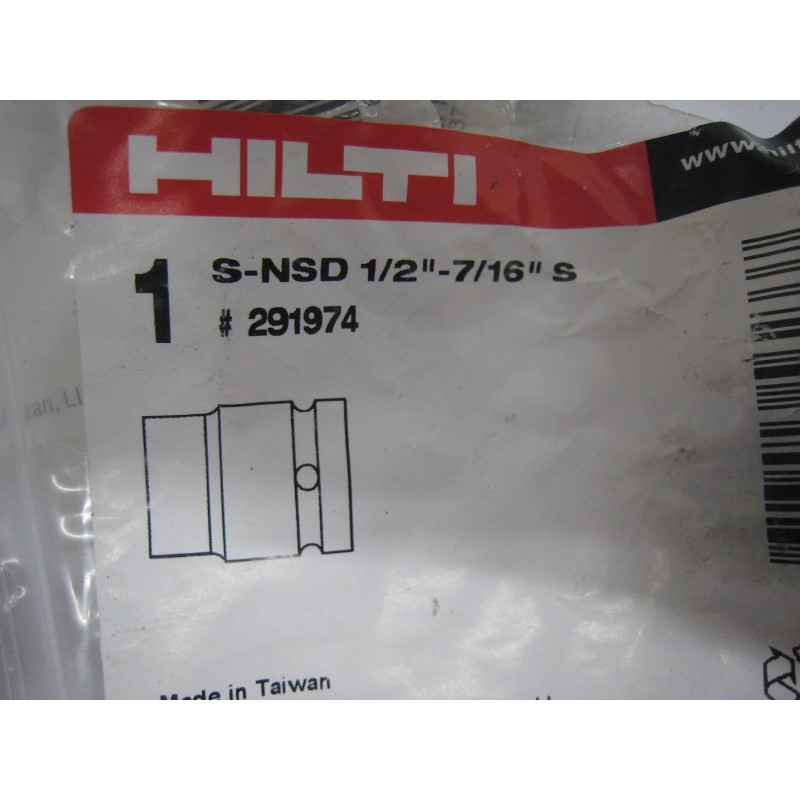 HILTI
1 S-NSD 1/2"-7/16" S
# 291974
Made in Taiwan